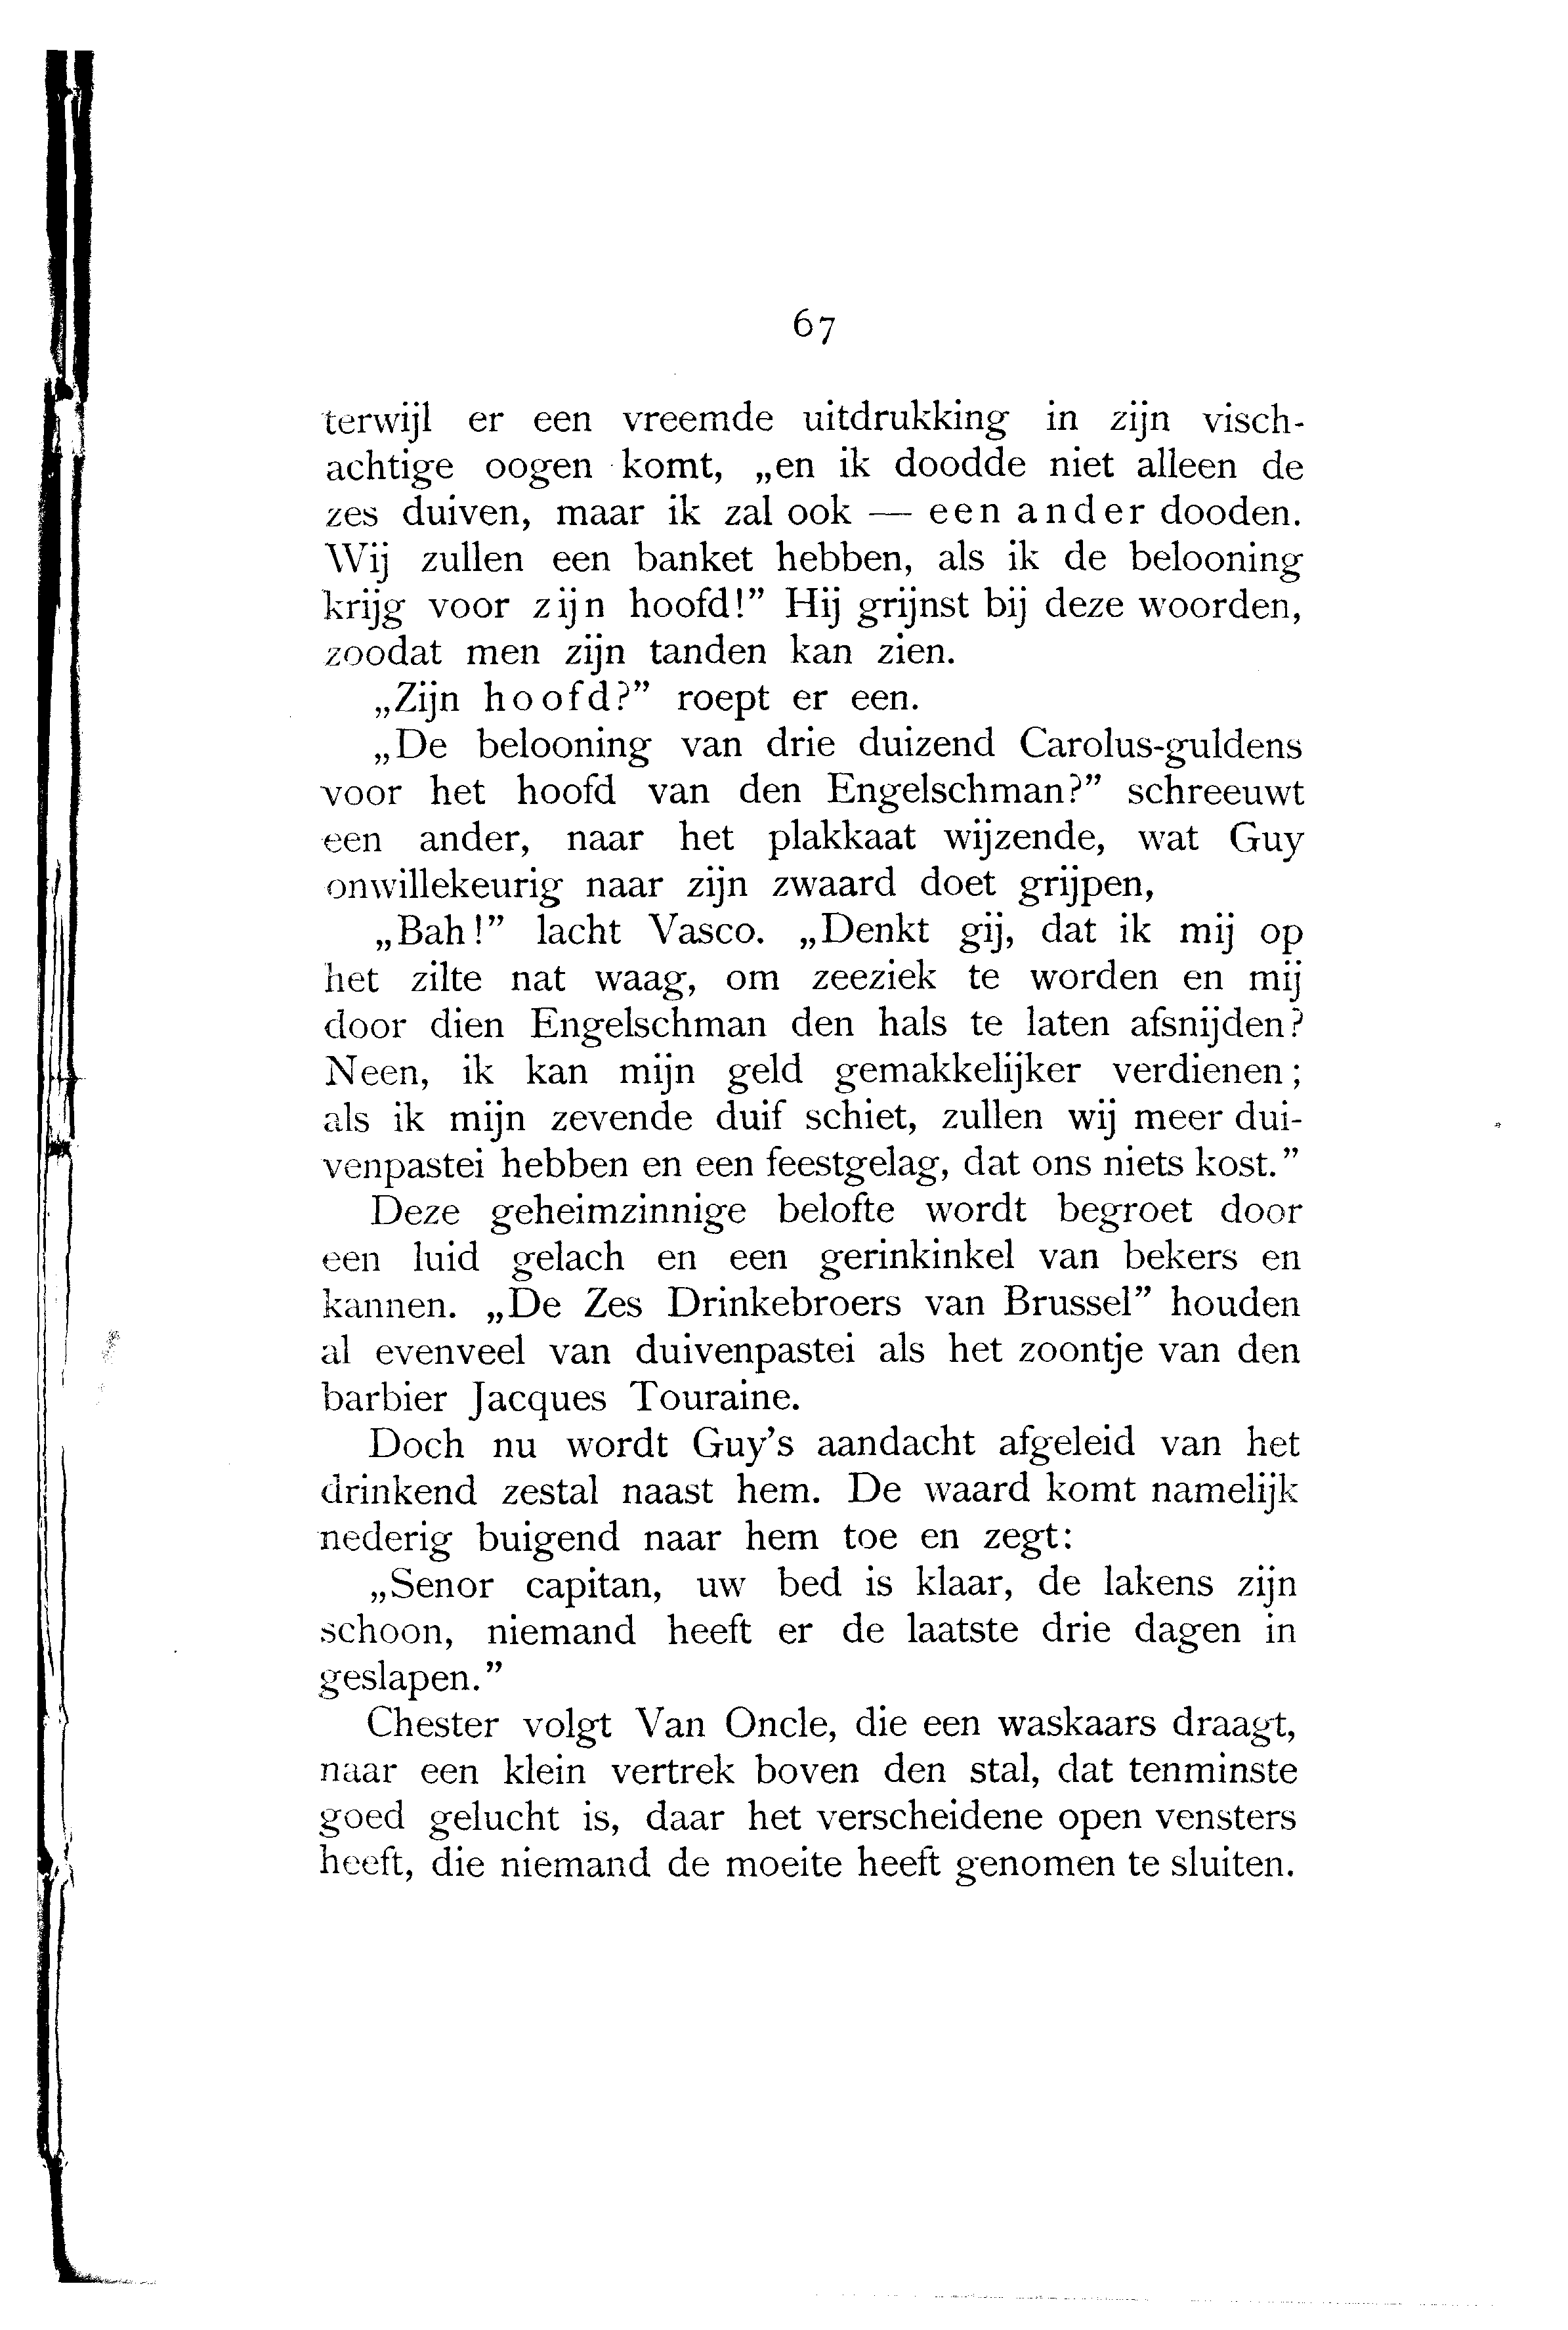 67
terwijl er een vreemde uitdrukking in zijn visch-
achtige oogen komt, „en ik doodde niet alleen de
zes duiven, maar ik zal ook — een ander dooden.
Wij zullen een banket hebben, als ik de belooning
krijg voor zijn hoofd!” Hij grijnst bij deze woorden,
zoodat men zijn tanden kan zien.
„Zijn hoofd?” roept er een.
„De belooning van drie duizend Carolus-guldens
voor het hoofd van den Engelschman?” schreeuwt
een ander, naar het plakkaat wijzende, wat Guy
onwillekeurig naar zijn zwaard doet grijpen,
„Bah!” lacht Vasco. „Denkt gij, dat ik mij op
het zilte nat waag, om zeeziek te worden en mij
door dien Engelschman den hals te laten afsnijden?
Neen, ik kan mijn geld gemakkelijker verdienen;
als ik mijn zevende duif schiet, zullen wij meer dui-
venpastei hebben en een feestgelag, dat ons niets kost.”
Deze geheimzinnige belofte wordt begroet door
een luid gelach en een gerinkinkel van bekers en
kannen. „De Zes Drinkebroers van Brussel” houden
al evenveel van duivenpastei als het zoontje van den
barbier Jacques Touraine.
Doch nu wordt Guy's aandacht afgeleid van het
drinkend zestal naast hem. De waard komt namelijk
nederig buigend naar hem toe en zegt:
„Senor capitan, uw bed is klaar, de lakens zijn
schoon, niemand heeft er de laatste drie dagen in
geslapen.”
Chester volgt Van Oncle, die een waskaars draagt,
naar een klein vertrek boven den stal, dat tenminste
goed gelucht is, daar het verscheidene open vensters
heeft, die niemand de moeite heeft genomen te sluiten.